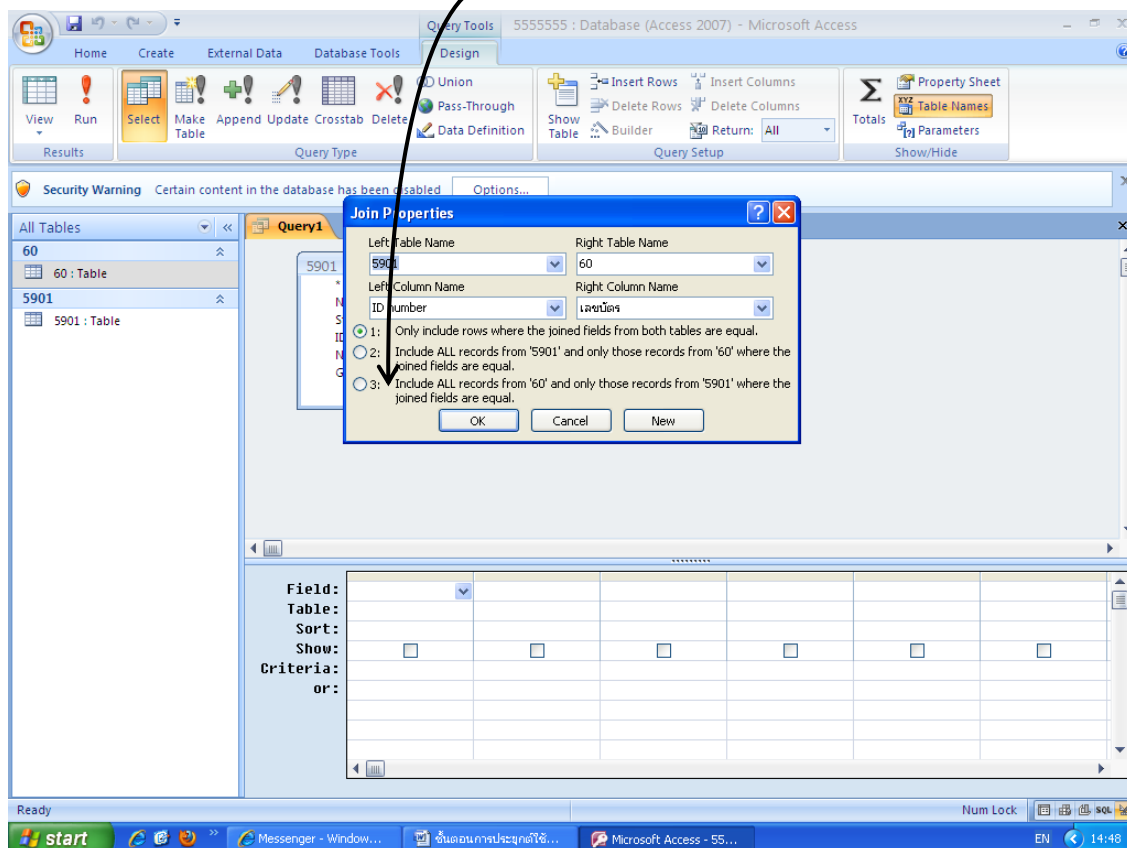 Query Tools 5555555 : Database (Access 2007) - Microsoft Access
Home Create External Data Database Tools Design
Union
Pass-Through
Data Definition
Insert Rows Insert Columns
Delete Rows Delete Columns
Builder Return: All
Property Sheet
Table Names
Parameters
View Run Select Make Table Append Update Crosstab Delete Show Table Totals
Results Query Type Query Setup Show/Hide
Security Warning Certain content in the database has been disabled Options...
All Tables
60
60 : Table
5901
5901 : Table
Query1
5901
*
Join Properties
Left Table Name Right Table Name
5901 60
Left Column Name Right Column Name
ID number เลขบัตร
1: Only include rows where the joined fields from both tables are equal.
2: Include ALL records from '5901' and only those records from '60' where the
joined fields are equal.
3: Include ALL records from '60' and only those records from '5901' where the
joined fields are equal.
OK Cancel New
Field:
Table:
Sort:
Show:
Criteria:
or:
Ready Num Lock SQL
start Messenger - Window... ขั้นตอนการประยุกต์ใช้... Microsoft Access - 55... EN 14:48